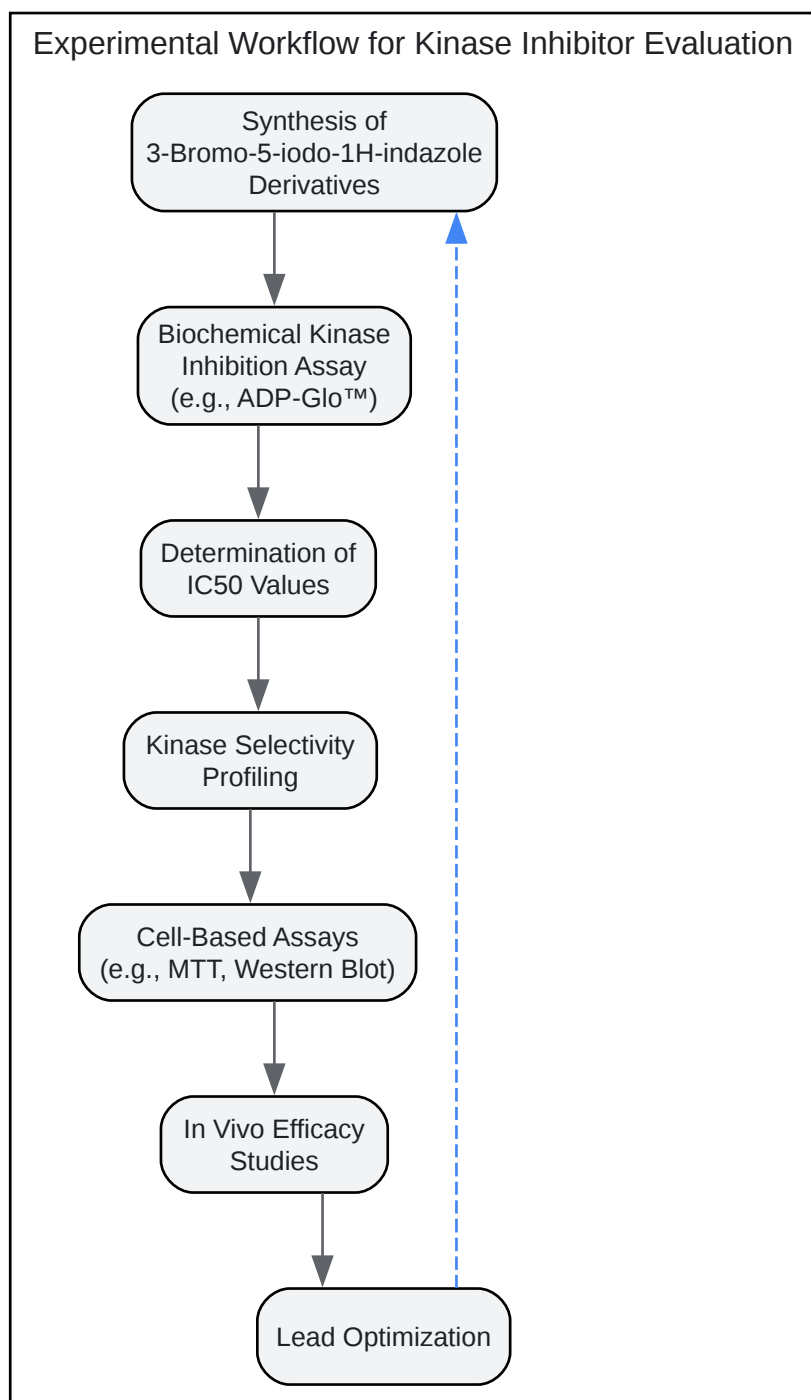 Experimental Workflow for Kinase Inhibitor Evaluation
Synthesis of
3-Bromo-5-iodo-1H-indazole
Derivatives
Biochemical Kinase
Inhibition Assay
(e.g., ADP-Glo™)
Determination of
IC50 Values
Kinase Selectivity
Profiling
Cell-Based Assays
(e.g., MTT, Western Blot)
In Vivo Efficacy
Studies
Lead Optimization